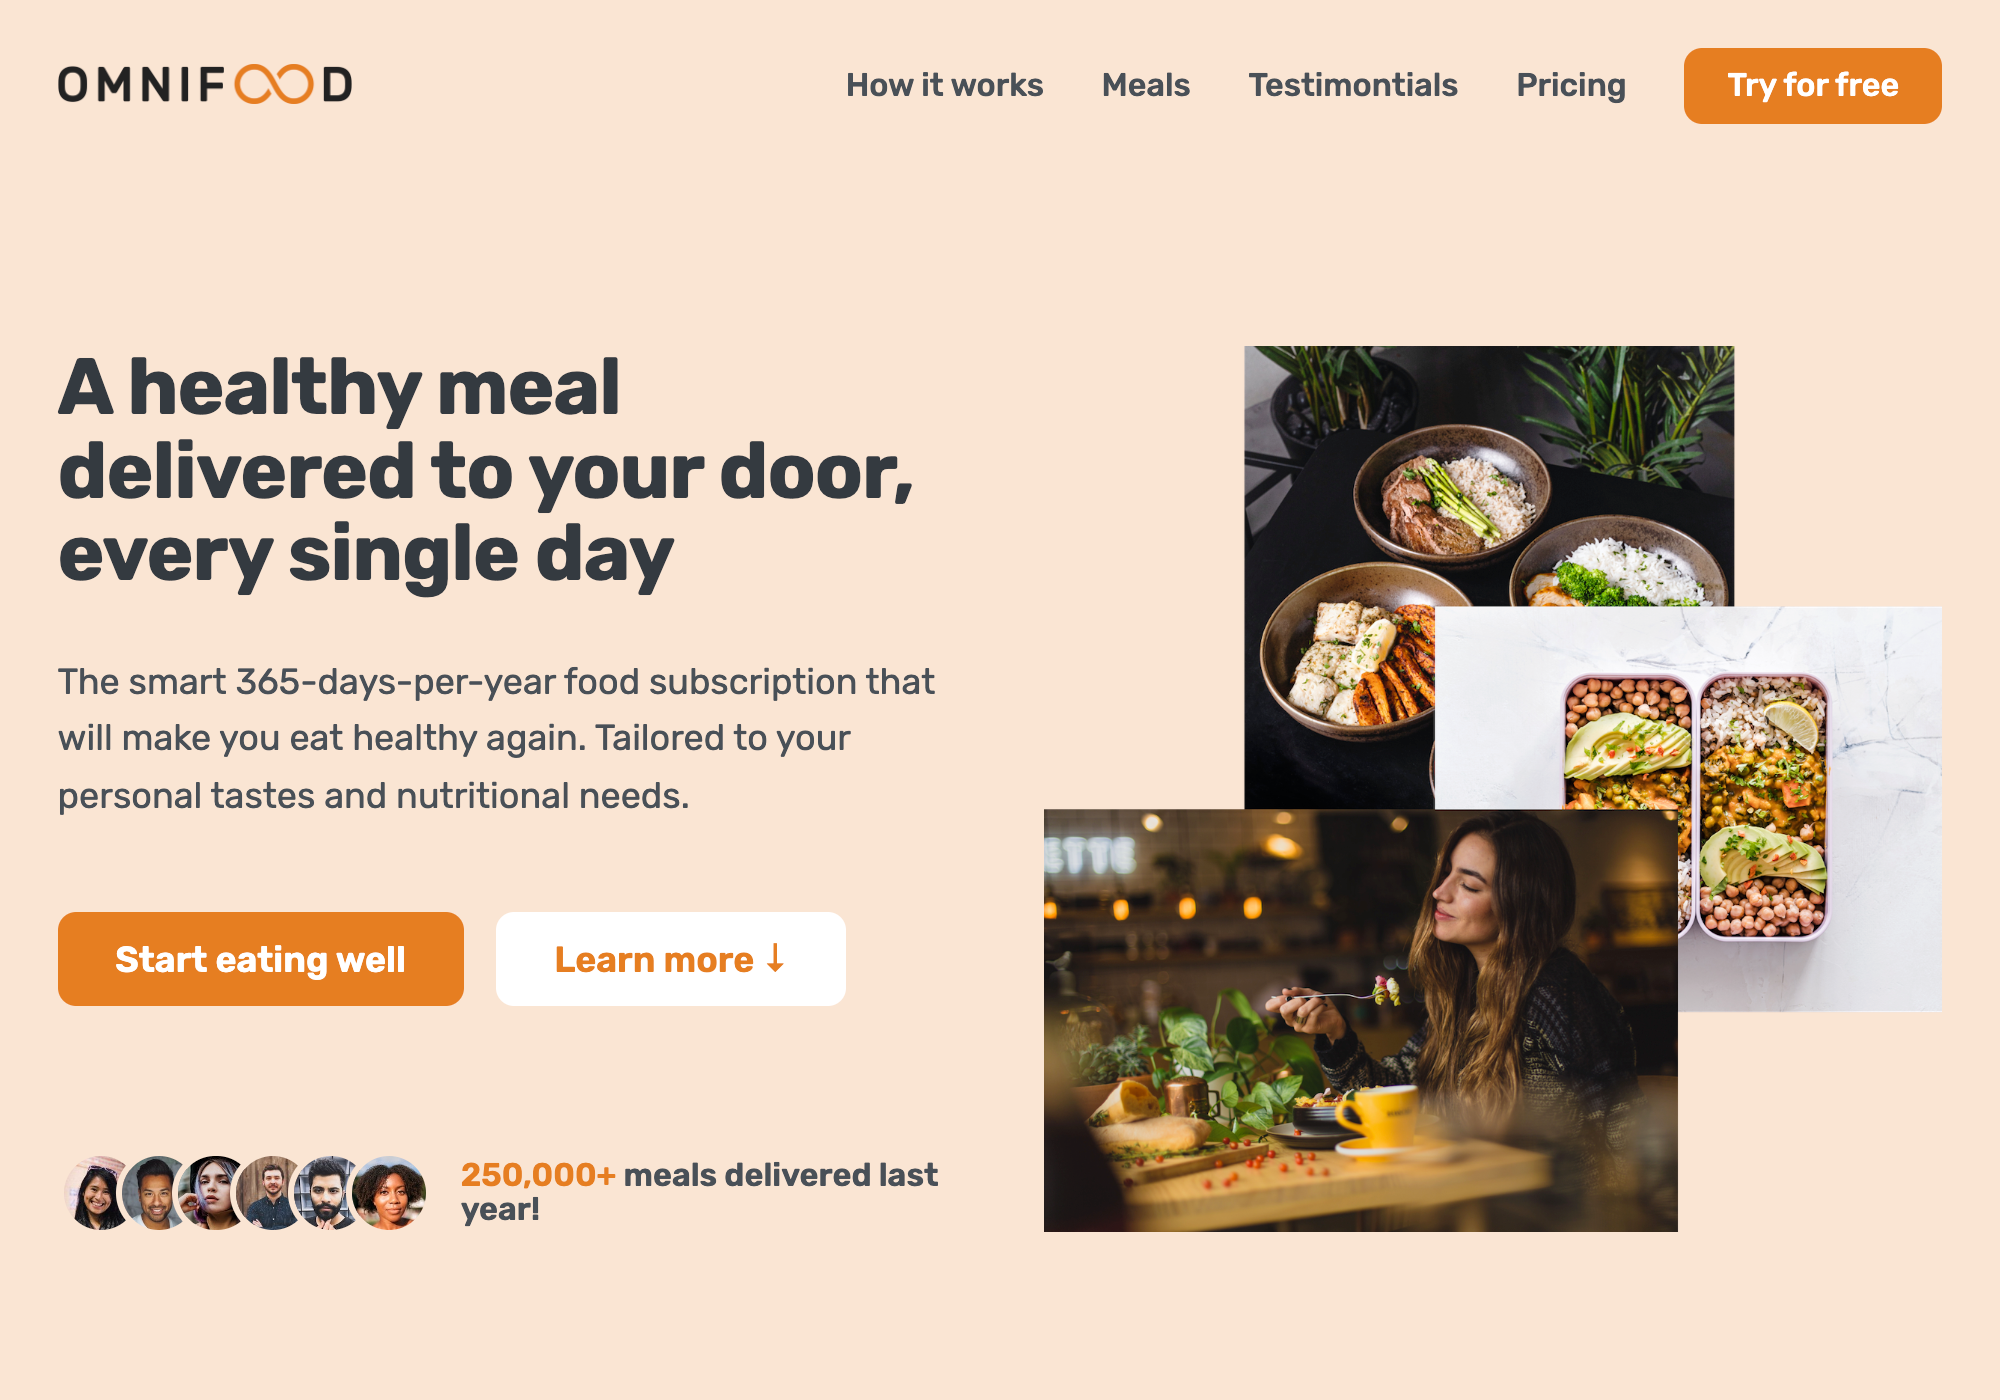 OMNIFOOD
How it works Meals Testimontials Pricing Try for free
A healthy meal
delivered to your door,
every single day
The smart 365-days-per-year food subscription that
will make you eat healthy again. Tailored to your
personal tastes and nutritional needs.
Start eating well Learn more ↓
250,000+ meals delivered last
year!
ETTE